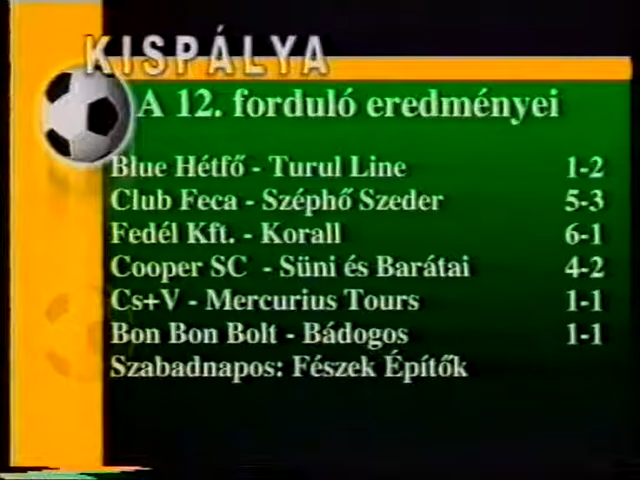 KISPÁLYA
A 12. forduló eredményei
Blue Hétfő - Turul Line 1-2
Club Feca - Széphő Szeder 5-3
Fedél Kft. - Korall 6-1
Cooper SC - Süni és Barátai 4-2
Cs+V - Mercurius Tours 1-1
Bon Bon Bolt - Bádogos 1-1
Szabadnapos: Fészek Építők